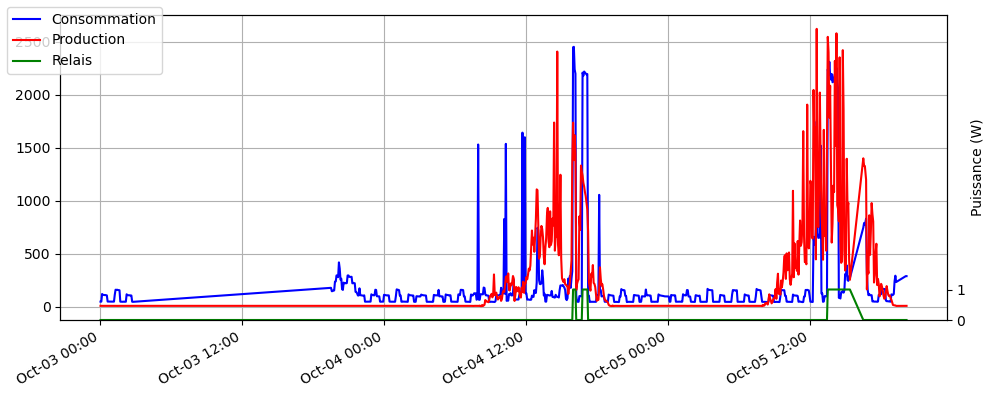 Consommation
Production
Relais
2500
2000
1500
1000
500
0
1
0
Puissance (W)
Oct-03 00:00
Oct-03 12:00
Oct-04 00:00
Oct-04 12:00
Oct-05 00:00
Oct-05 12:00